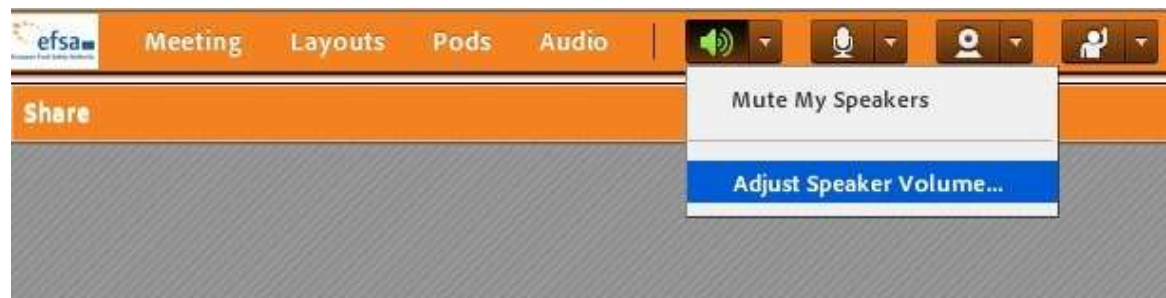 efsa
Meeting Layouts Pods Audio
Mute My Speakers
Share
Adjust Speaker Volume...